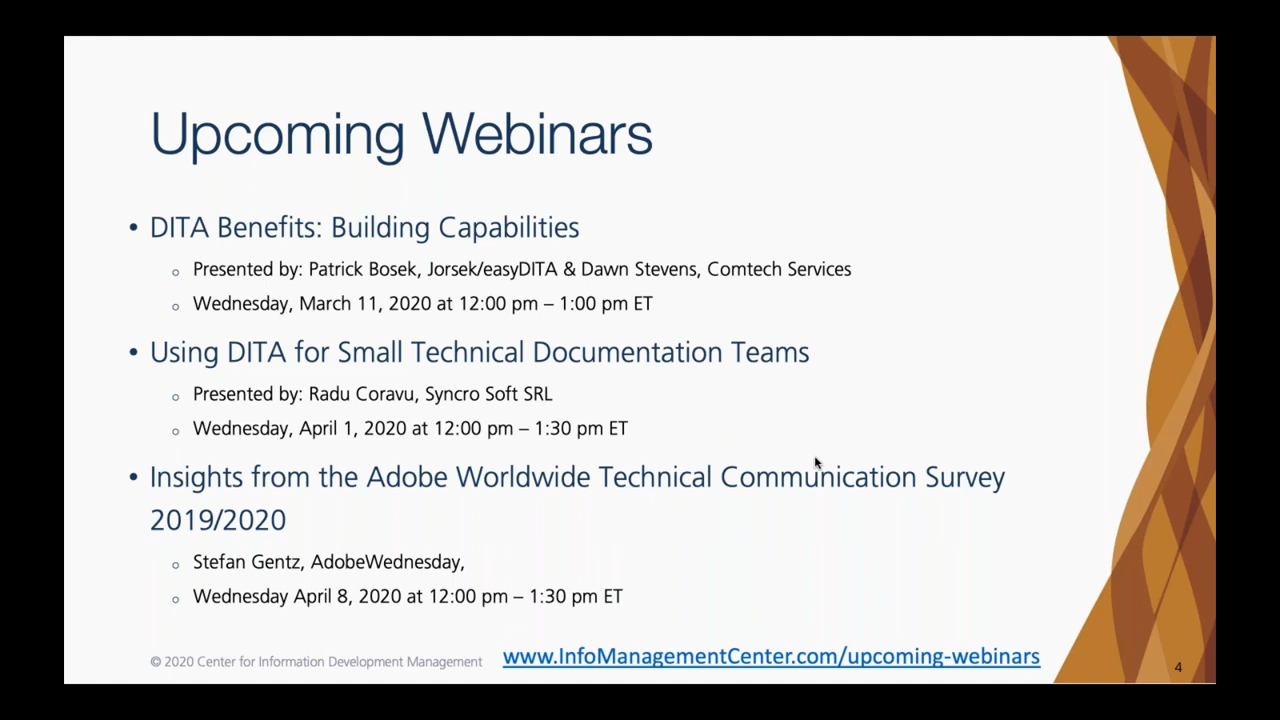 Upcoming Webinars
• DITA Benefits: Building Capabilities
○ Presented by: Patrick Bosek, Jorsek/easyDITA & Dawn Stevens, Comtech Services
○ Wednesday, March 11, 2020 at 12:00 pm – 1:00 pm ET
• Using DITA for Small Technical Documentation Teams
○ Presented by: Radu Coravu, Syncro Soft SRL
○ Wednesday, April 1, 2020 at 12:00 pm – 1:30 pm ET
• Insights from the Adobe Worldwide Technical Communication Survey
2019/2020
○ Stefan Gentz, AdobeWednesday,
○ Wednesday April 8, 2020 at 12:00 pm – 1:30 pm ET
© 2020 Center for Information Development Management
www.InfoManagementCenter.com/upcoming-webinars
4